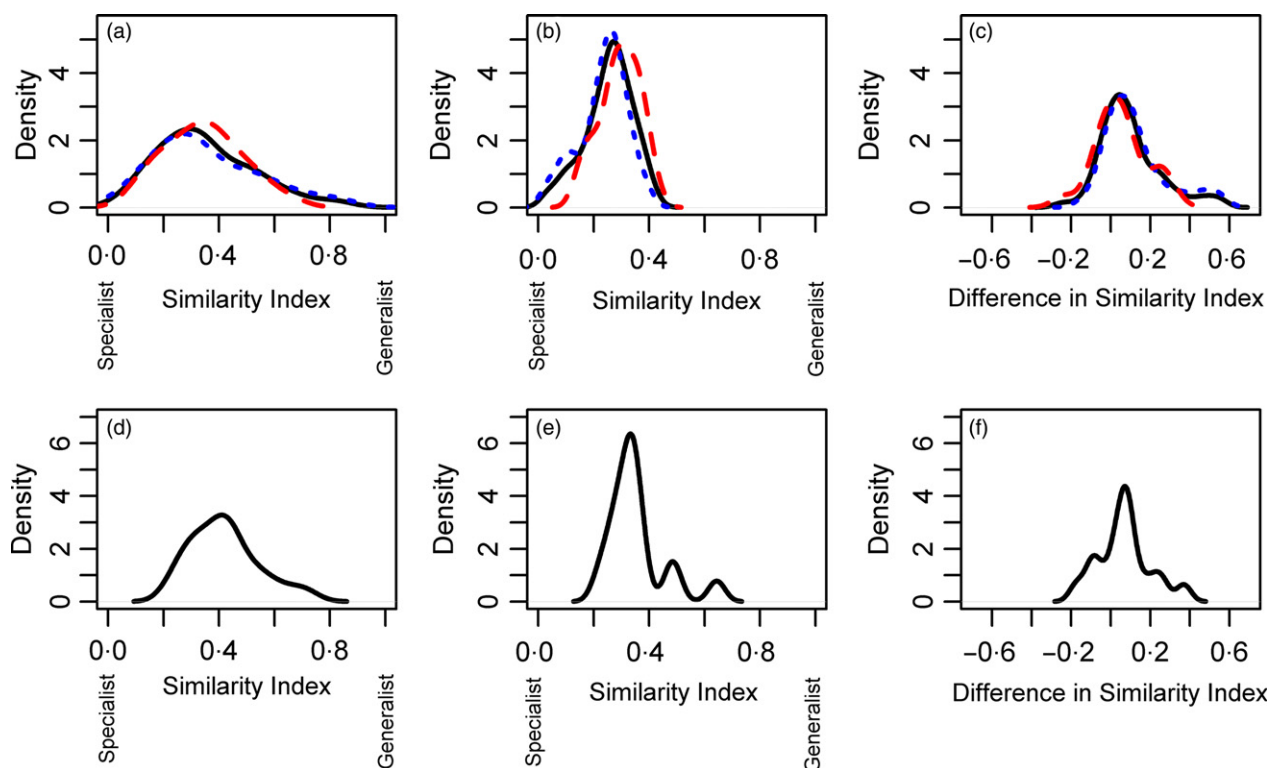 (a)
Density
0 2 4
0·0 0·4 0·8
Similarity Index
Specialist
Generalist
(b)
Density
0 2 4
0·0 0·4 0·8
Similarity Index
Specialist
Generalist
(c)
Density
0 2 4
−0·6 −0·2 0·2 0·6
Difference in Similarity Index
(d)
Density
0 2 4 6
0·0 0·4 0·8
Similarity Index
Specialist
Generalist
(e)
Density
0 2 4 6
0·0 0·4 0·8
Similarity Index
Specialist
Generalist
(f)
Density
0 2 4 6
−0·6 −0·2 0·2 0·6
Difference in Similarity Index